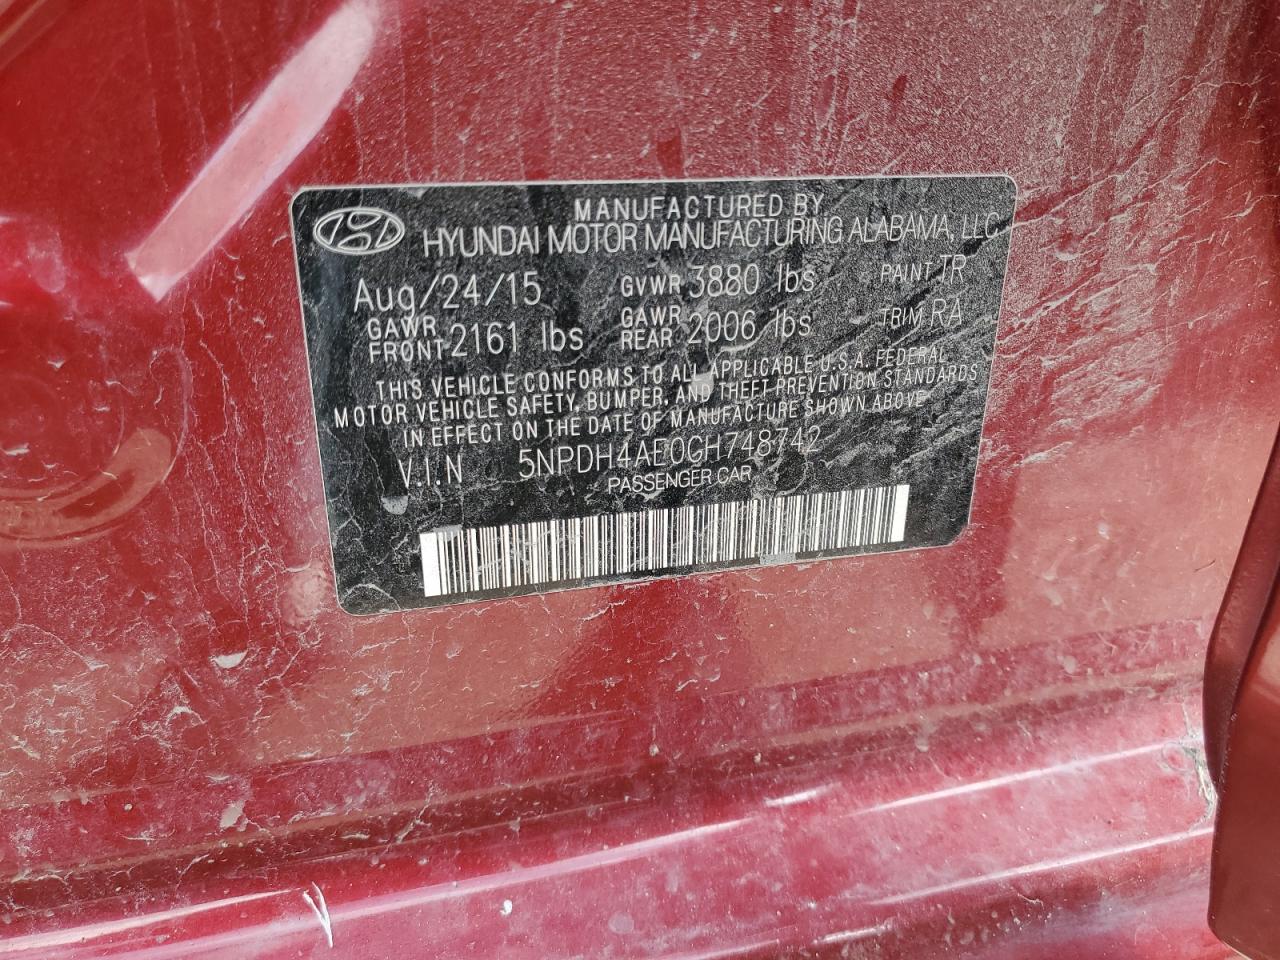 MANUFACTURED BY
HYUNDAI MOTOR MANUFACTURING ALABAMA, LLC
Aug/24/15 GVWR 3880 lbs PAINT TR
GAWR FRONT 2161 lbs GAWR REAR 2006 lbs TRIM RA
THIS VEHICLE CONFORMS TO ALL APPLICABLE U.S.A. FEDERAL
MOTOR VEHICLE SAFETY, BUMPER, AND THEFT PREVENTION STANDARDS
IN EFFECT ON THE DATE OF MANUFACTURE SHOWN ABOVE
V.I.N 5NPDH4AE0GH748742
PASSENGER CAR